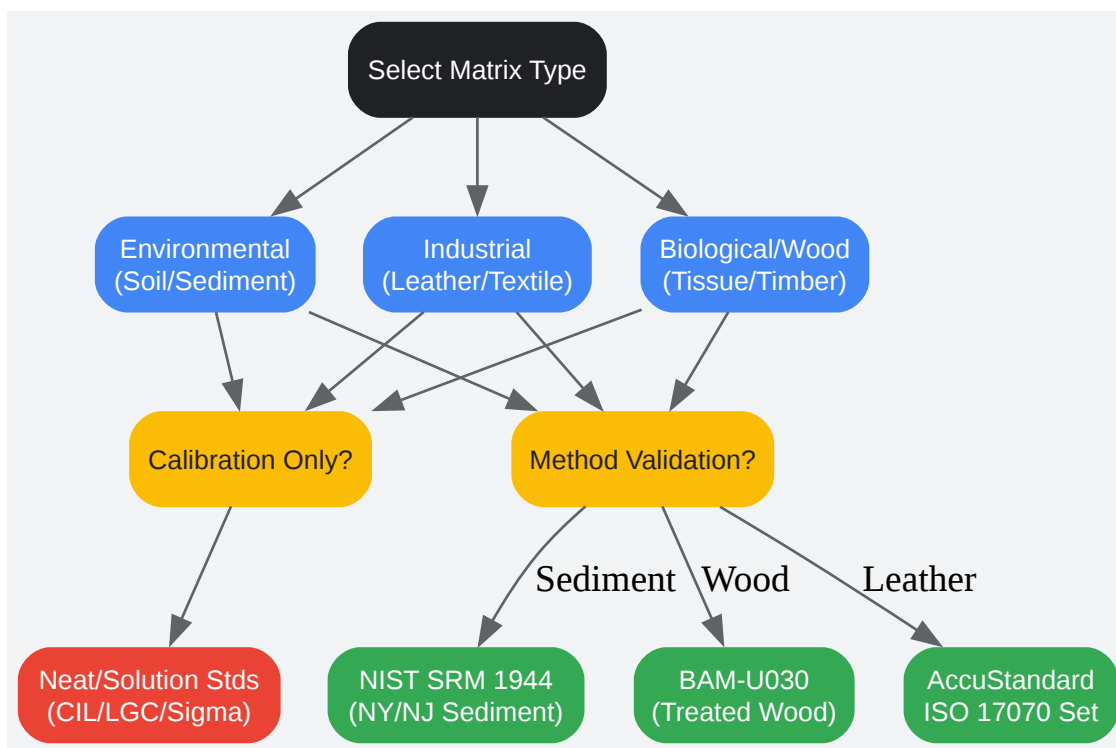 Select Matrix Type
Environmental
(Soil/Sediment)
Industrial
(Leather/Textile)
Biological/Wood
(Tissue/Timber)
Calibration Only?
Method Validation?
Sediment
Wood
Leather
Neat/Solution Stds
(CIL/LGC/Sigma)
NIST SRM 1944
(NY/NJ Sediment)
BAM-U030
(Treated Wood)
AccuStandard
ISO 17070 Set